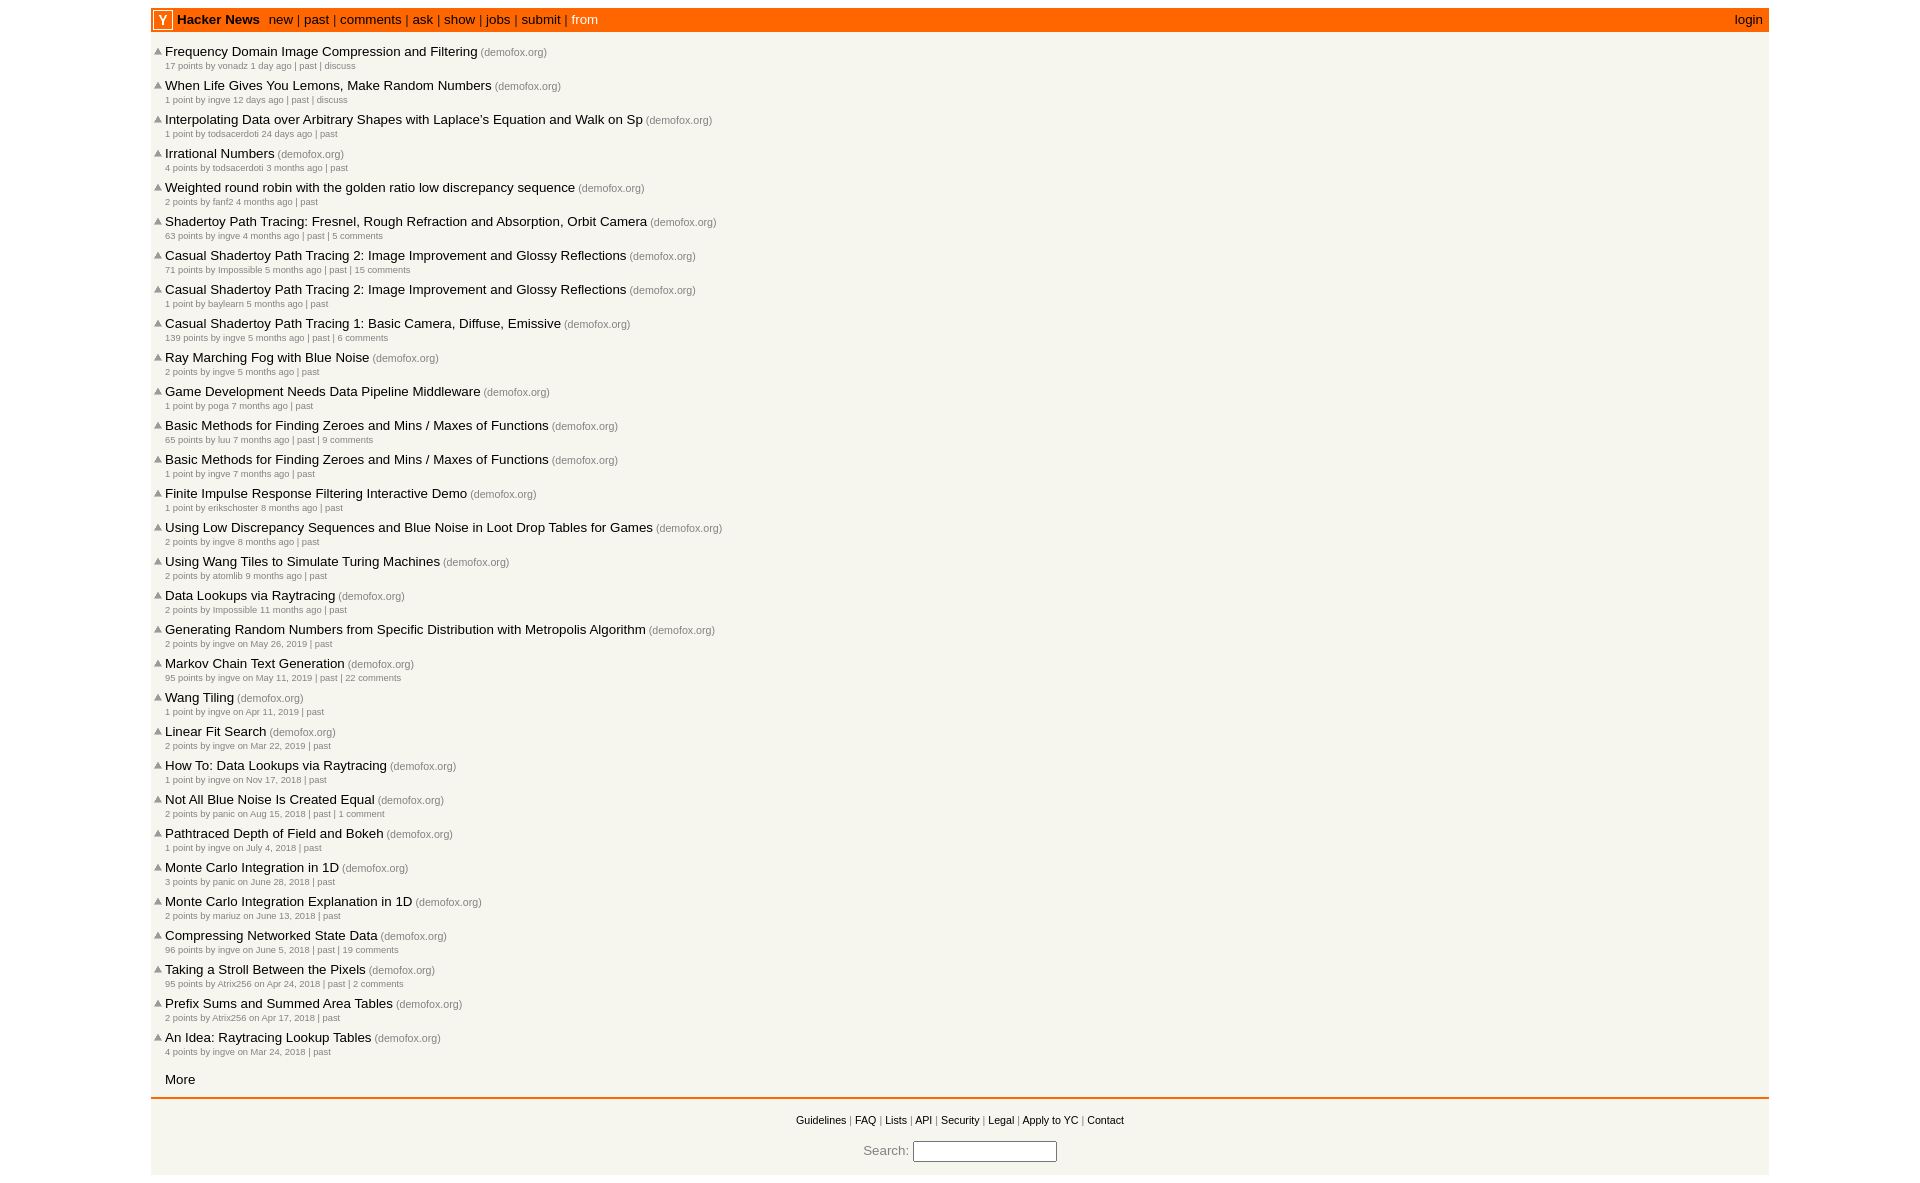 Y Hacker News new | past | comments | ask | show | jobs | submit | from login
Frequency Domain Image Compression and Filtering (demofox.org)
17 points by vonadz 1 day ago | past | discuss
When Life Gives You Lemons, Make Random Numbers (demofox.org)
1 point by ingve 12 days ago | past | discuss
Interpolating Data over Arbitrary Shapes with Laplace’s Equation and Walk on Sp (demofox.org)
1 point by todsacerdoti 24 days ago | past
Irrational Numbers (demofox.org)
4 points by todsacerdoti 3 months ago | past
Weighted round robin with the golden ratio low discrepancy sequence (demofox.org)
2 points by fanf2 4 months ago | past
Shadertoy Path Tracing: Fresnel, Rough Refraction and Absorption, Orbit Camera (demofox.org)
63 points by ingve 4 months ago | past | 5 comments
Casual Shadertoy Path Tracing 2: Image Improvement and Glossy Reflections (demofox.org)
71 points by Impossible 5 months ago | past | 15 comments
Casual Shadertoy Path Tracing 2: Image Improvement and Glossy Reflections (demofox.org)
1 point by baylearn 5 months ago | past
Casual Shadertoy Path Tracing 1: Basic Camera, Diffuse, Emissive (demofox.org)
139 points by ingve 5 months ago | past | 6 comments
Ray Marching Fog with Blue Noise (demofox.org)
2 points by ingve 5 months ago | past
Game Development Needs Data Pipeline Middleware (demofox.org)
1 point by poga 7 months ago | past
Basic Methods for Finding Zeroes and Mins / Maxes of Functions (demofox.org)
65 points by luu 7 months ago | past | 9 comments
Basic Methods for Finding Zeroes and Mins / Maxes of Functions (demofox.org)
1 point by ingve 7 months ago | past
Finite Impulse Response Filtering Interactive Demo (demofox.org)
1 point by erikschoster 8 months ago | past
Using Low Discrepancy Sequences and Blue Noise in Loot Drop Tables for Games (demofox.org)
2 points by ingve 8 months ago | past
Using Wang Tiles to Simulate Turing Machines (demofox.org)
2 points by atomlib 9 months ago | past
Data Lookups via Raytracing (demofox.org)
2 points by Impossible 11 months ago | past
Generating Random Numbers from Specific Distribution with Metropolis Algorithm (demofox.org)
2 points by ingve on May 26, 2019 | past
Markov Chain Text Generation (demofox.org)
95 points by ingve on May 11, 2019 | past | 22 comments
Wang Tiling (demofox.org)
1 point by ingve on Apr 11, 2019 | past
Linear Fit Search (demofox.org)
2 points by ingve on Mar 22, 2019 | past
How To: Data Lookups via Raytracing (demofox.org)
1 point by ingve on Nov 17, 2018 | past
Not All Blue Noise Is Created Equal (demofox.org)
2 points by panic on Aug 15, 2018 | past | 1 comment
Pathtraced Depth of Field and Bokeh (demofox.org)
1 point by ingve on July 4, 2018 | past
Monte Carlo Integration in 1D (demofox.org)
3 points by panic on June 28, 2018 | past
Monte Carlo Integration Explanation in 1D (demofox.org)
2 points by mariuz on June 13, 2018 | past
Compressing Networked State Data (demofox.org)
96 points by ingve on June 5, 2018 | past | 19 comments
Taking a Stroll Between the Pixels (demofox.org)
95 points by Atrix256 on Apr 24, 2018 | past | 2 comments
Prefix Sums and Summed Area Tables (demofox.org)
2 points by Atrix256 on Apr 17, 2018 | past
An Idea: Raytracing Lookup Tables (demofox.org)
4 points by ingve on Mar 24, 2018 | past
More
Guidelines | FAQ | Lists | API | Security | Legal | Apply to YC | Contact
Search: